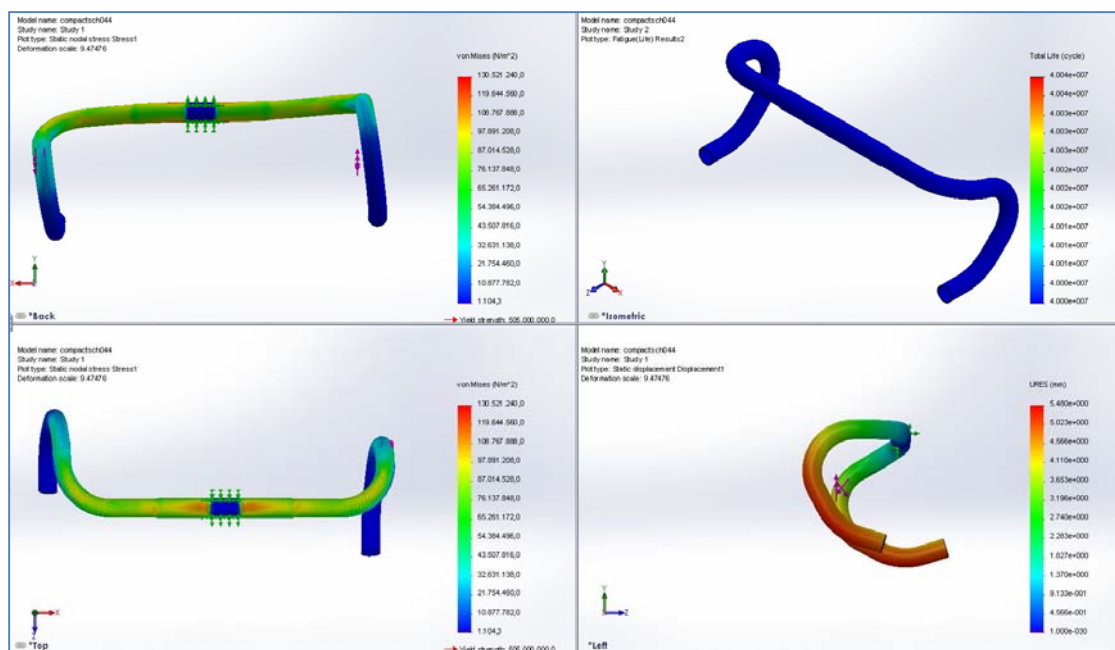 Model name: compactsch044
Study name: Study 1
Plot type: Static nodal stress Stress1
Deformation scale: 9.47476
von Mises (N/m^2)
130.521.240,0
119.644.560,0
108.767.888,0
97.891.208,0
87.014.528,0
76.137.848,0
65.261.172,0
54.384.496,0
43.507.816,0
32.631.138,0
21.754.460,0
10.877.782,0
1.104,3
Yield strength: 505.000.000,0
Y
X
*Back
Model name: compactsch044
Study name: Study 2
Plot type: Fatigue(Life) Results2
Total Life (cycle)
4.004e+007
4.004e+007
4.003e+007
4.003e+007
4.003e+007
4.002e+007
4.002e+007
4.002e+007
4.001e+007
4.001e+007
4.001e+007
4.000e+007
4.000e+007
Y
Z
X
*Isometric
Model name: compactsch044
Study name: Study 1
Plot type: Static nodal stress Stress1
Deformation scale: 9.47476
von Mises (N/m^2)
130.521.240,0
119.644.560,0
108.767.888,0
97.891.208,0
87.014.528,0
76.137.848,0
65.261.172,0
54.384.496,0
43.507.816,0
32.631.138,0
21.754.460,0
10.877.782,0
1.104,3
Yield strength: 505.000.000,0
X
Z
*Top
Model name: compactsch044
Study name: Study 1
Plot type: Static displacement Displacement1
Deformation scale: 9.47476
URES (mm)
5.480e+000
5.023e+000
4.566e+000
4.110e+000
3.653e+000
3.196e+000
2.740e+000
2.283e+000
1.827e+000
1.370e+000
9.133e-001
4.566e-001
1.000e-030
Y
Z
*Left